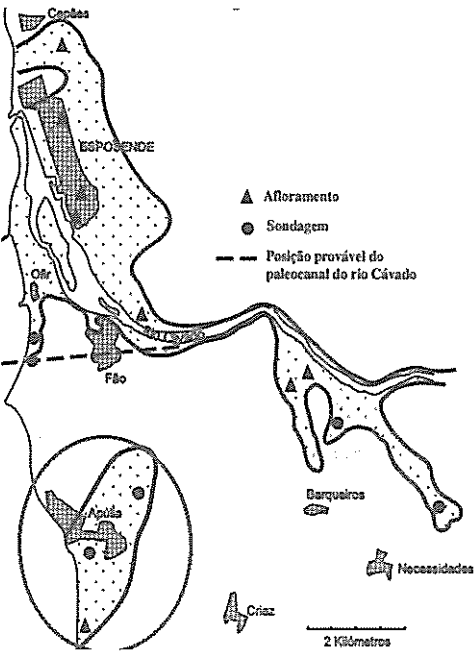 Cepães
ESPOSENDE
Afloramento
Sondagem
Posição provável do
paleocanal do rio Cávado
Ofir
Fão
Barqueiros
Apúlia
Necessidades
Criaz
2 Kilómetros